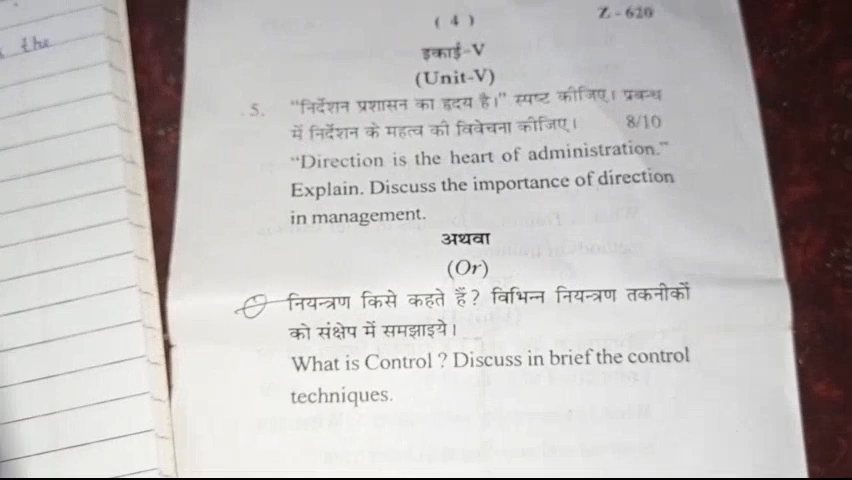 the
( 4 )
Z-620
इकाई-V
(Unit-V)
5. "निर्देशन प्रशासन का हृदय है।" स्पष्ट कीजिए। प्रबन्ध
में निर्देशन के महत्व की विवेचना कीजिए। 8/10
"Direction is the heart of administration."
Explain. Discuss the importance of direction
in management.
अथवा
(Or)
नियन्त्रण किसे कहते हैं? विभिन्न नियन्त्रण तकनीकों
को संक्षेप में समझाइये।
What is Control ? Discuss in brief the control
techniques.